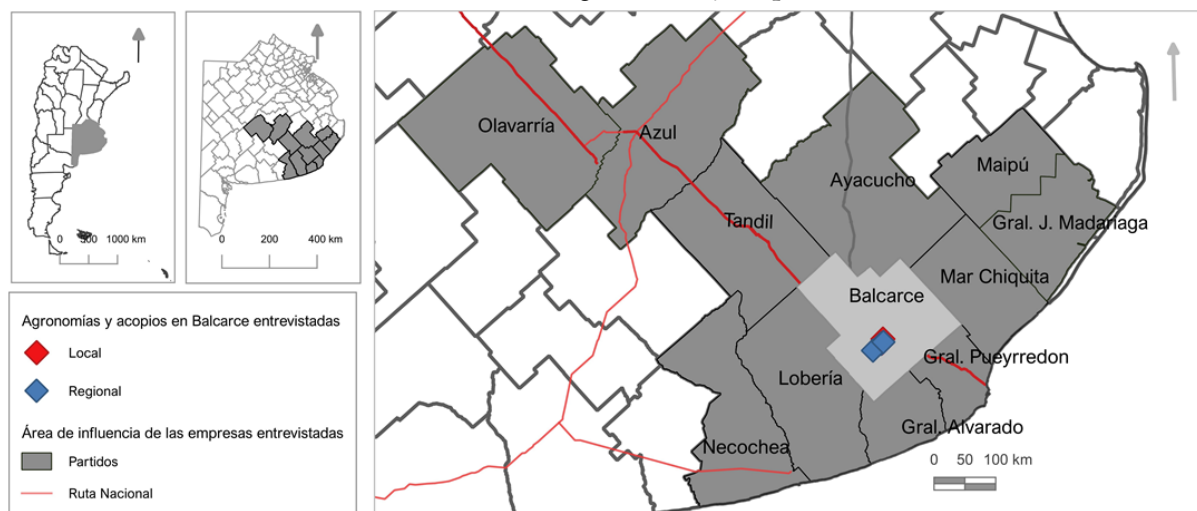 0 500 1000 km
0 200 400 km
Agronomías y acopios en Balcarce entrevistadas
Local
Regional
Área de influencia de las empresas entrevistadas
Partidos
Ruta Nacional
Olavarría
Azul
Maipú
Ayacucho
Tandil
Gral. J. Madariaga
Mar Chiquita
Balcarce
Gral. Pueyrredon
Lobería
Gral. Alvarado
Necochea
0 50 100 km